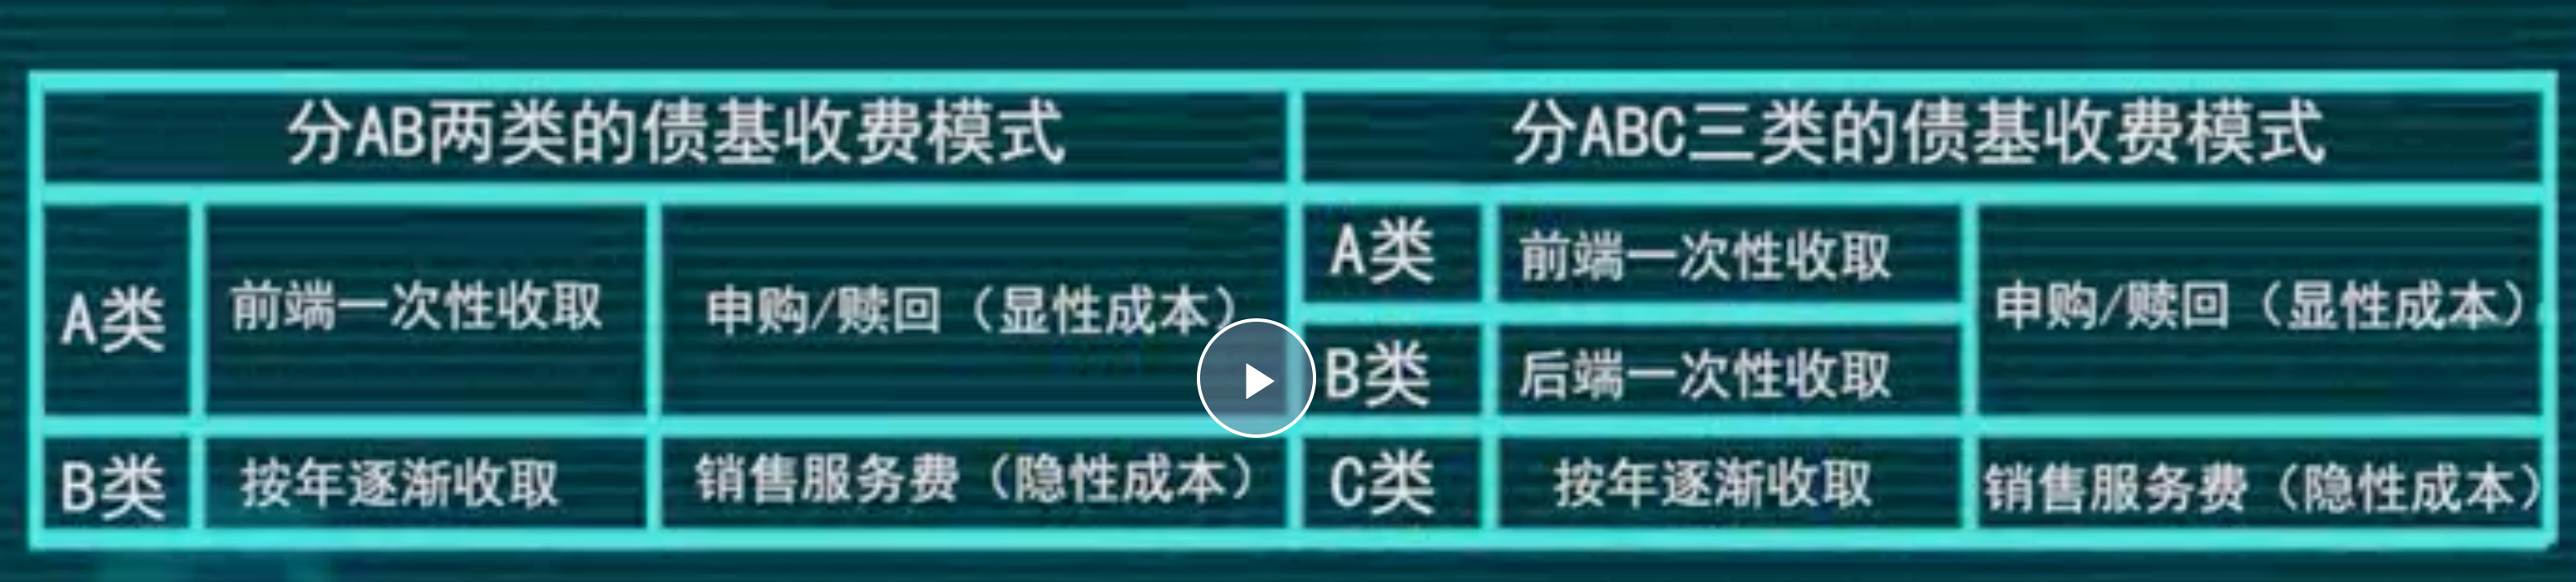 分AB两类的债基收费模式
分ABC三类的债基收费模式
A类
前端一次性收取
申购/赎回（显性成本）
B类
按年逐渐收取
销售服务费（隐性成本）
A类
前端一次性收取
申购/赎回（显性成本）
B类
后端一次性收取
C类
按年逐渐收取
销售服务费（隐性成本）